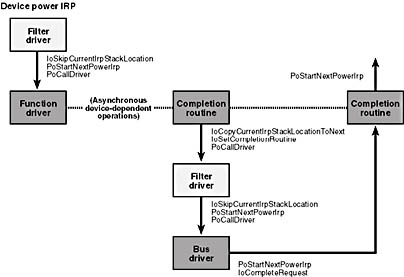 Device power IRP
Filter
driver
IoSkipCurrentIrpStackLocation
PoStartNextPowerIrp
PoCallDriver
PoStartNextPowerIrp
Function
driver
(Asynchronous
device-dependent
operations)
Completion
routine
Completion
routine
IoCopyCurrentIrpStackLocationToNext
IoSetCompletionRoutine
PoCallDriver
Filter
driver
IoSkipCurrentIrpStackLocation
PoStartNextPowerIrp
PoCallDriver
Bus
driver
PoStartNextPowerIrp
IoCompleteRequest